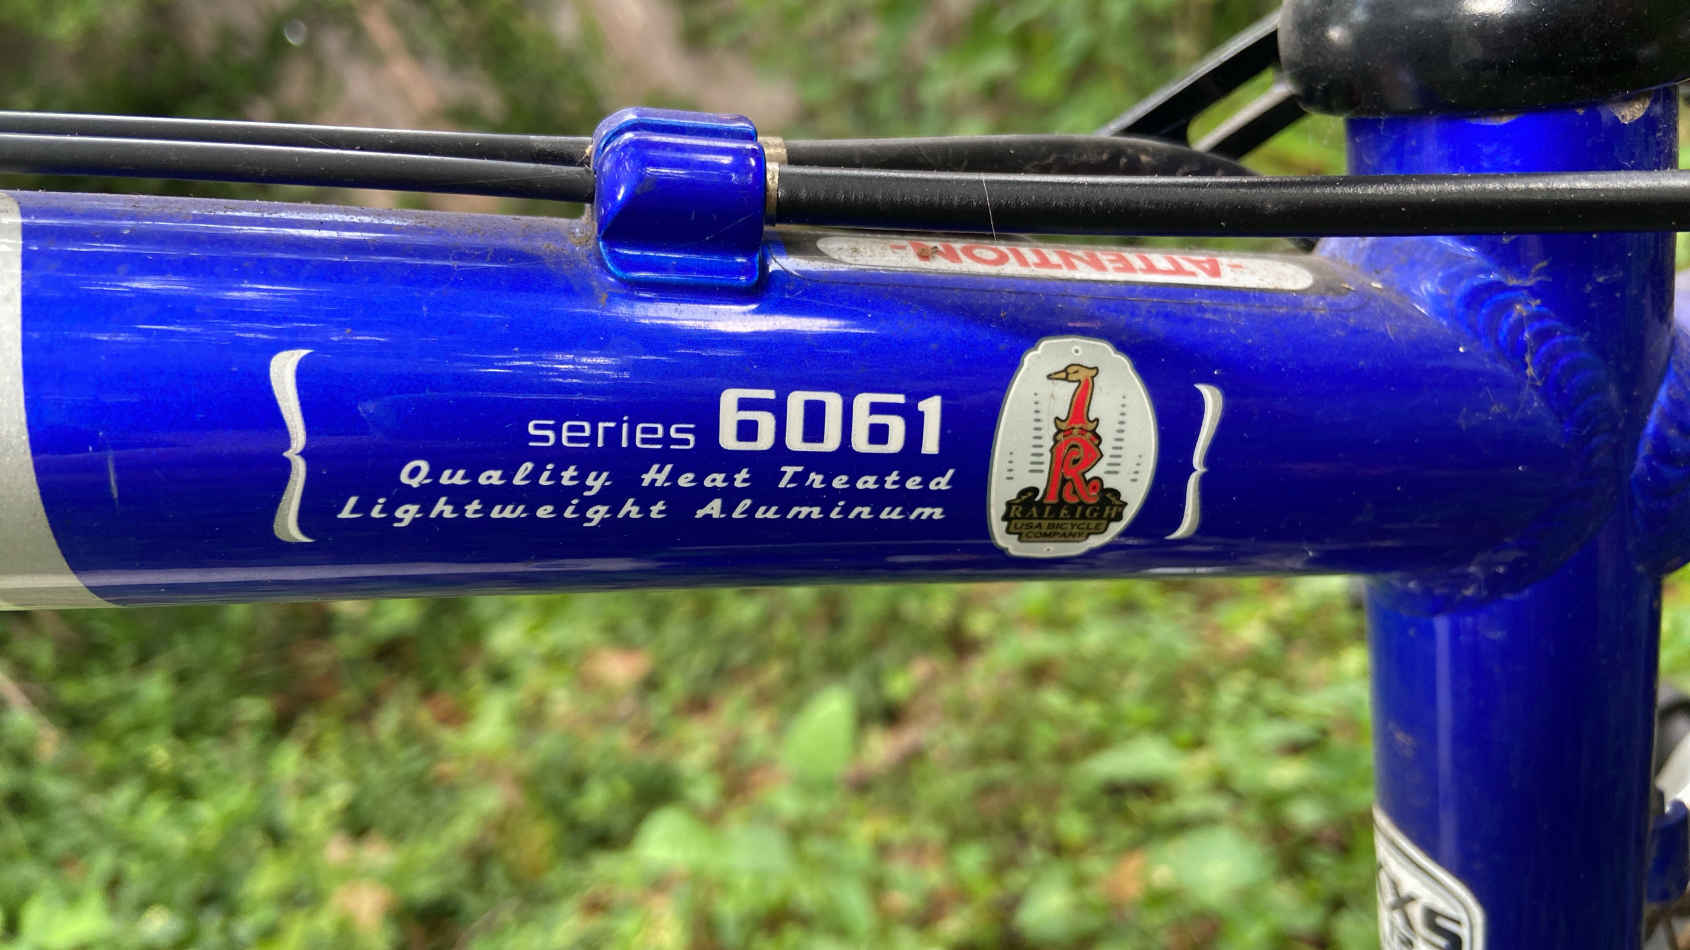 -ATTENTION-
series 6061
Quality Heat Treated
Lightweight Aluminum
R
RALEIGH
USA BICYCLE
COMPANY